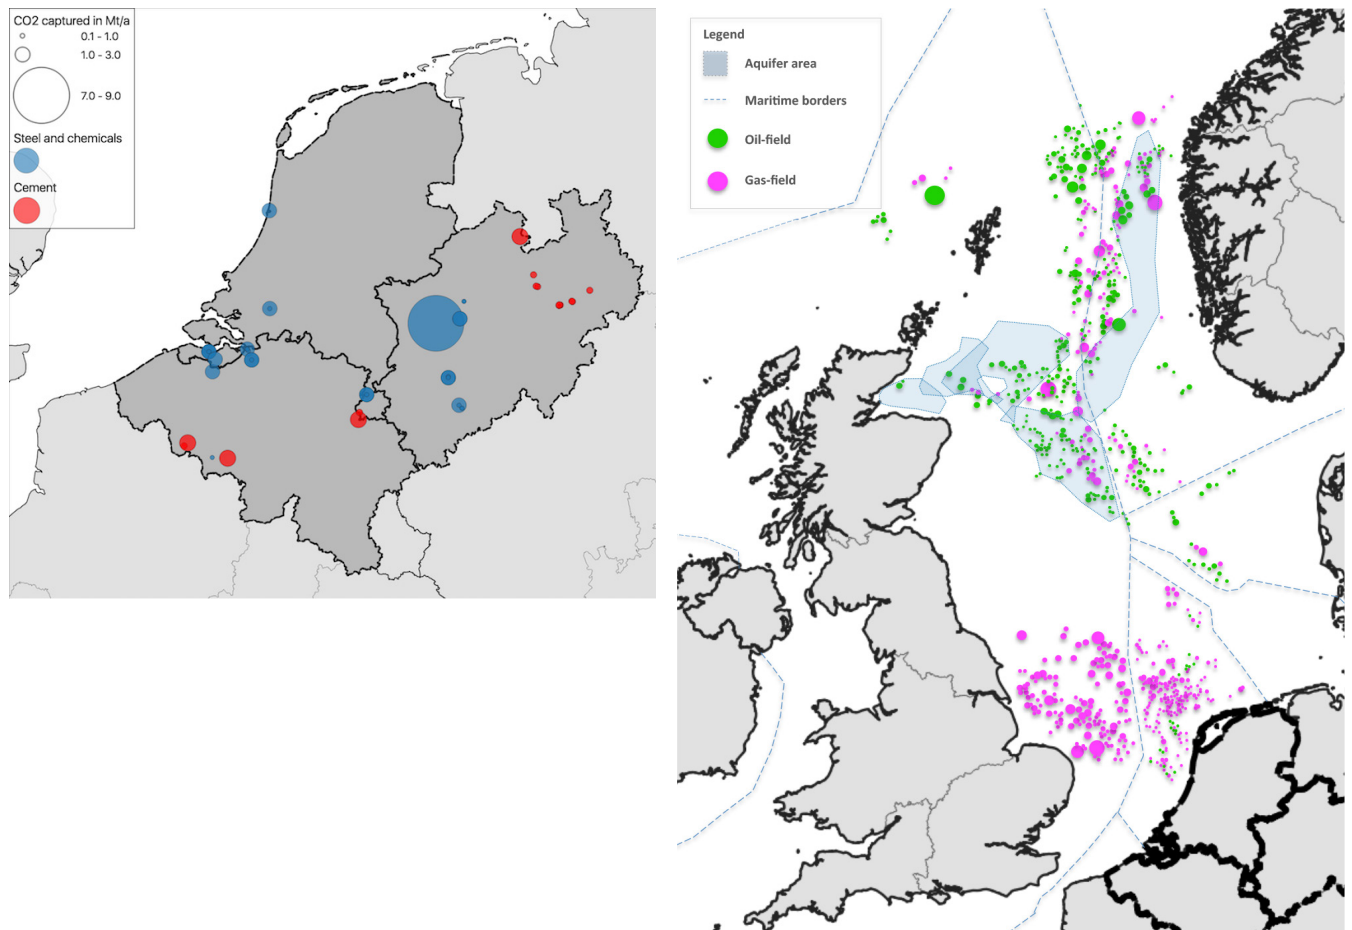 CO2 captured in Mt/a
0.1 - 1.0
1.0 - 3.0
7.0 - 9.0
Steel and chemicals
Cement
Legend
Aquifer area
Maritime borders
Oil-field
Gas-field